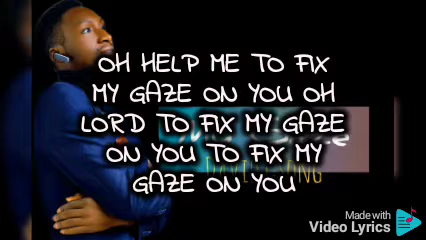 OH HELP ME TO FIX
MY GAZE ON YOU OH
LORD TO FIX MY GAZE
ON YOU TO FIX MY
GAZE ON YOU
Made with
Video Lyrics